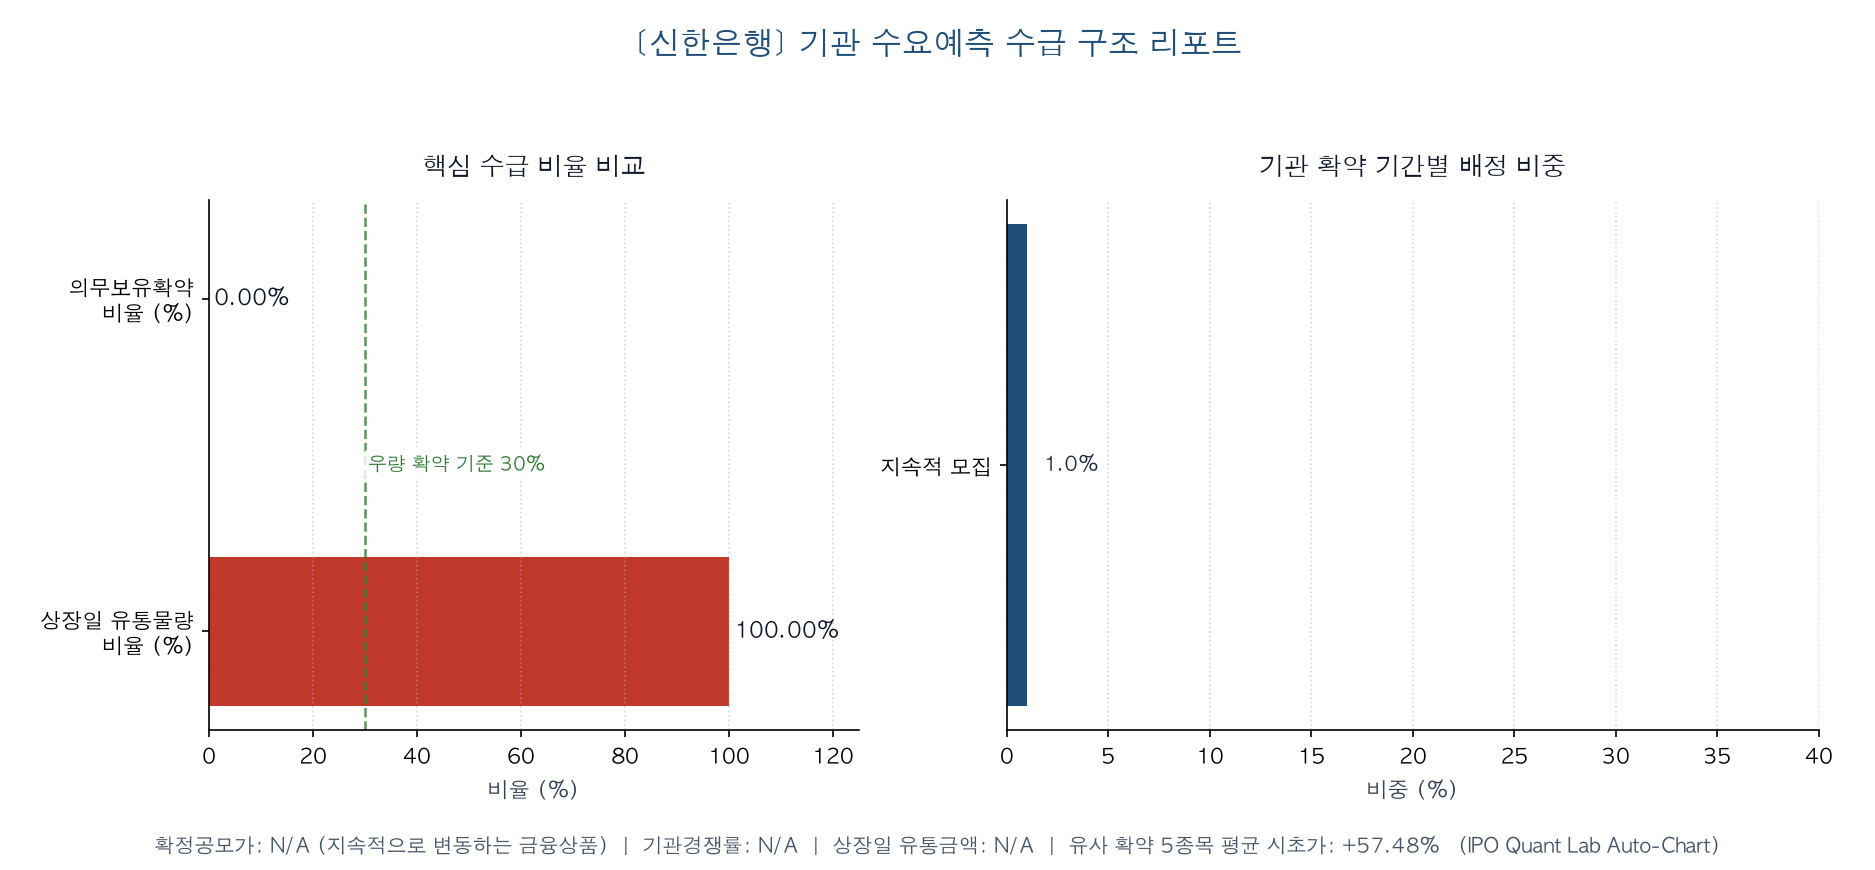 〔신한은행〕 기관 수요예측 수급 구조 리포트
핵심 수급 비율 비교
의무보유확약
비율 (%)
0.00%
우량 확약 기준 30%
상장일 유통물량
비율 (%)
100.00%
0 20 40 60 80 100 120
비율 (%)
기관 확약 기간별 배정 비중
지속적 모집
1.0%
0 5 10 15 20 25 30 35 40
비중 (%)
확정공모가: N/A (지속적으로 변동하는 금융상품) | 기관경쟁률: N/A | 상장일 유통금액: N/A | 유사 확약 5종목 평균 시초가: +57.48% (IPO Quant Lab Auto-Chart)